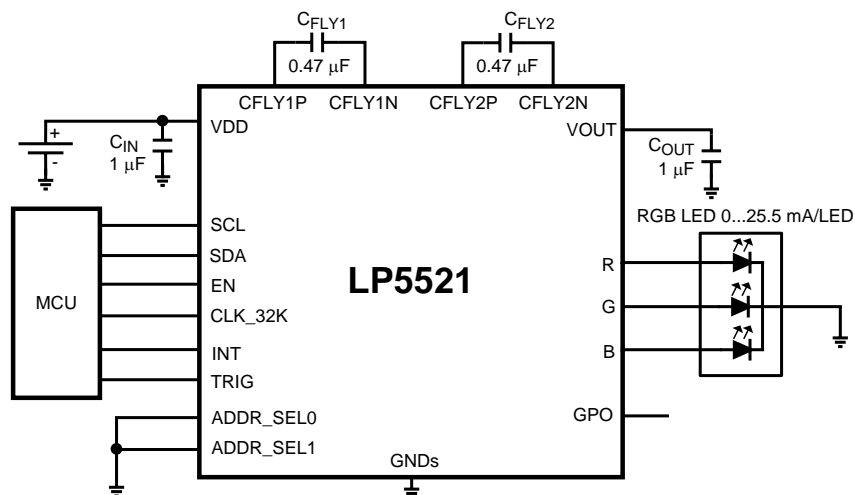 CFLY1
0.47 μF
CFLY2
0.47 μF
CFLY1P
CFLY1N
CFLY2P
CFLY2N
+
-
CIN
1 μF
VDD
VOUT
COUT
1 μF
RGB LED 0...25.5 mA/LED
MCU
SCL
SDA
EN
CLK_32K
INT
TRIG
ADDR_SEL0
ADDR_SEL1
LP5521
R
G
B
GPO
GNDs